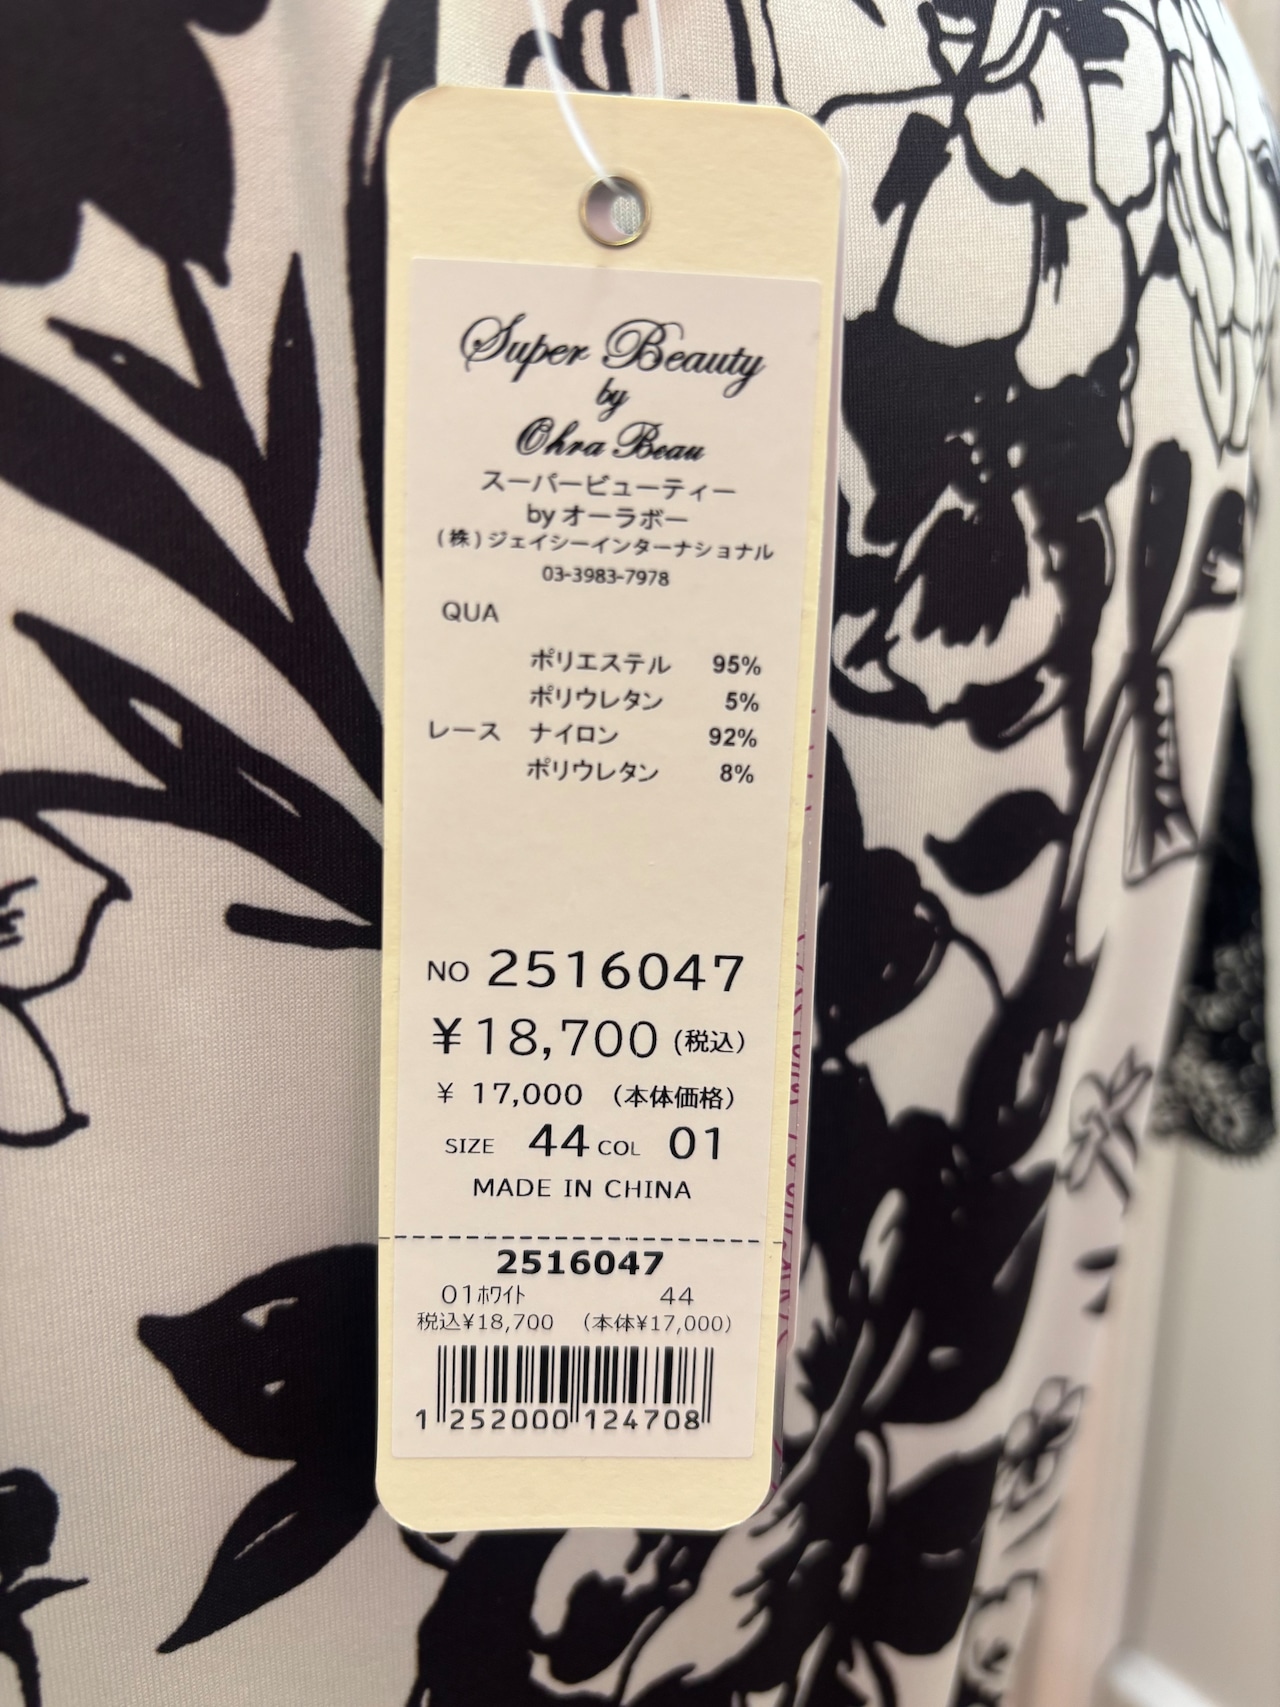 Super Beauty
by
Ohra Beau
スーパービューティー
by オーラボー
(株)ジェイシーインターナショナル
03-3983-7978
QUA
ポリエステル 95%
ポリウレタン 5%
レース ナイロン 92%
ポリウレタン 8%
NO 2516047
¥18,700 (税込)
¥ 17,000 (本体価格)
SIZE 44 COL 01
MADE IN CHINA
2516047
01ﾎﾜｲﾄ 44
税込¥18,700 (本体¥17,000)
1 252000 124708